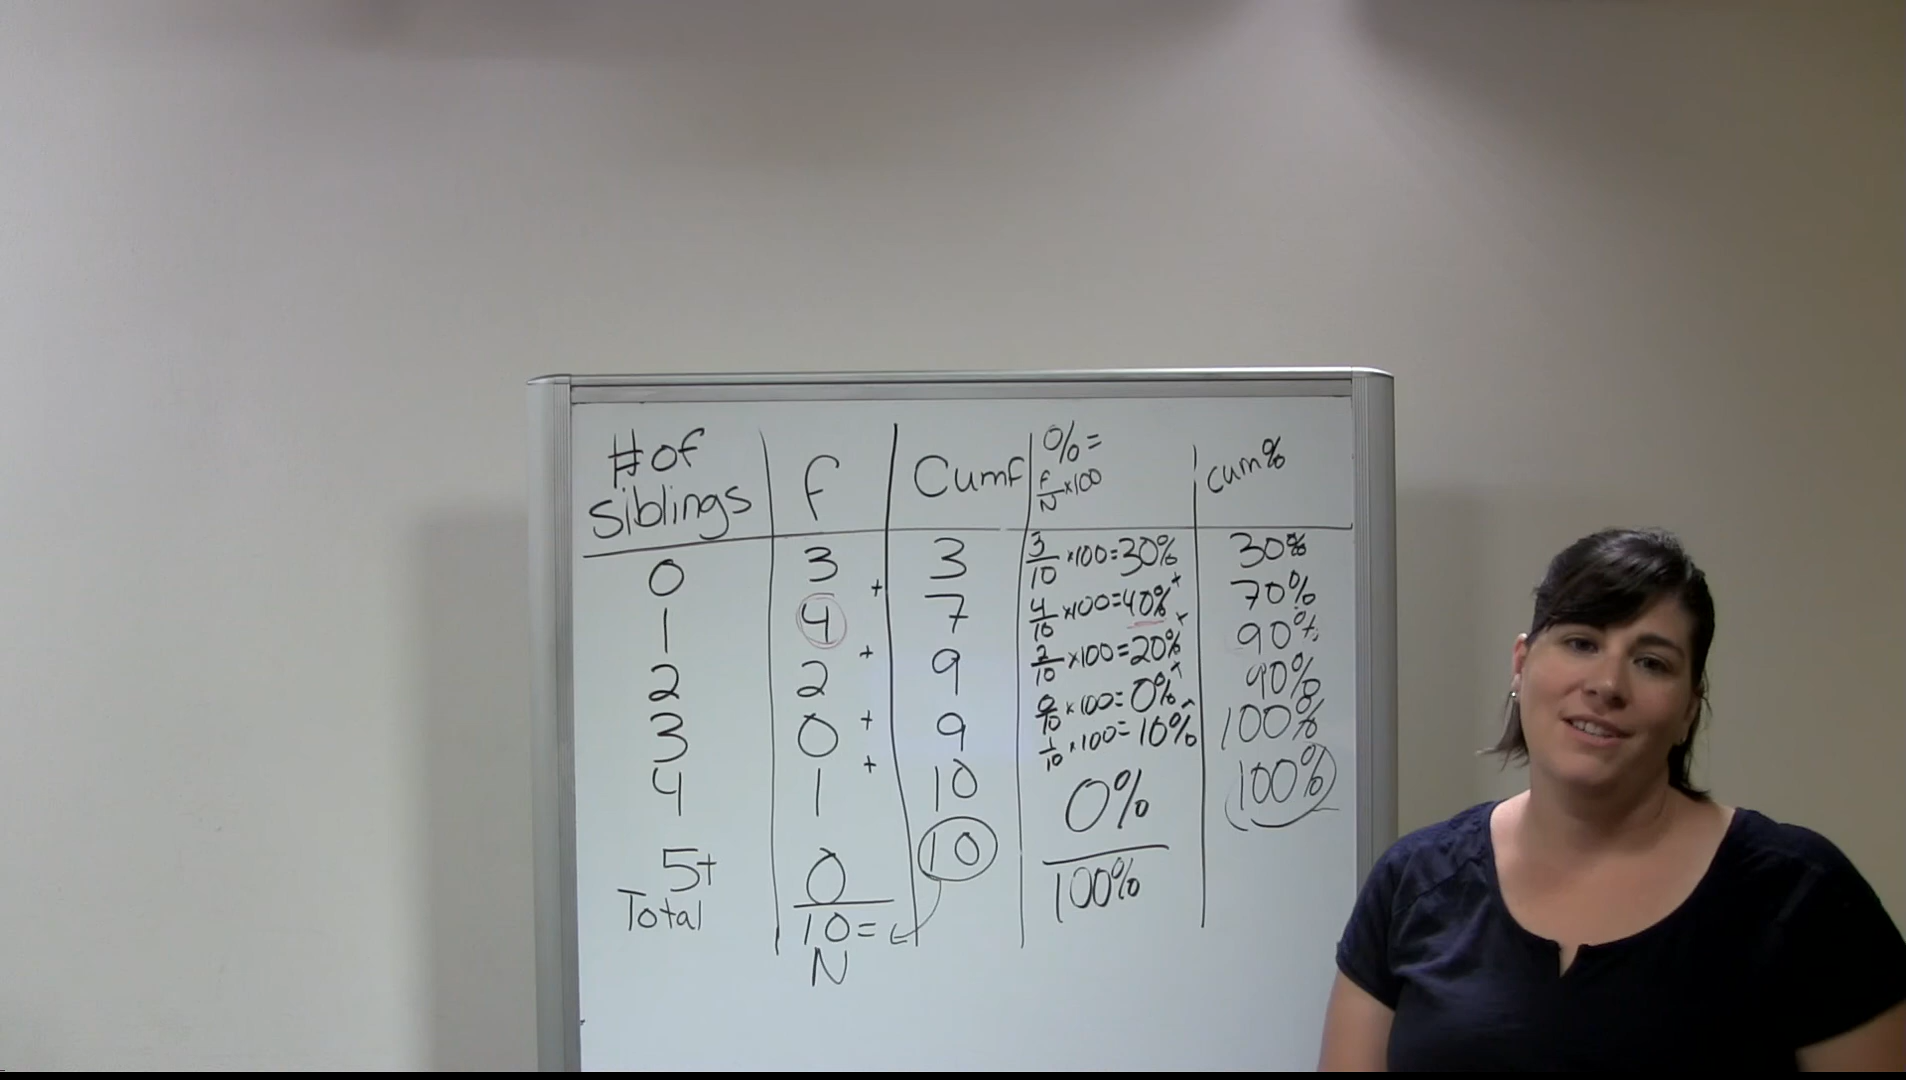 # of siblings | f | Cumf | % = f/N ×100 | cum%
0 | 3 | 3 | 3/10 ×100=30% | 30%
+ +
1 | 4 | 7 | 4/10 ×100=40% | 70%
+ +
2 | 2 | 9 | 2/10 ×100=20% | 90%
+ +
3 | 0 | 9 | 0/10 ×100=0% | 90%
+ +
4 | 1 | 10 | 1/10 ×100=10% | 100%
5+ | 0 | 10 | 0% | 100%
Total | 10= | 100%
N